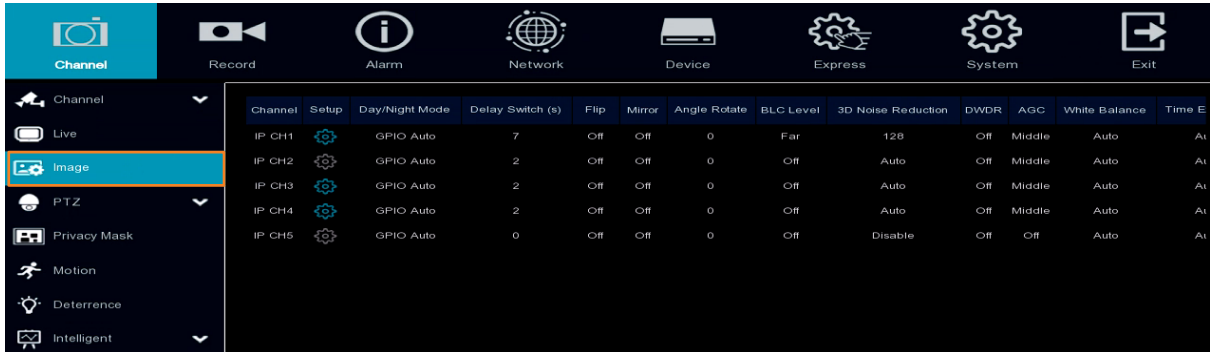 Channel Record Alarm Network Device Express System Exit
Channel
Live
Image
PTZ
Privacy Mask
Motion
Deterrence
Intelligent
Channel Setup Day/Night Mode Delay Switch (s) Flip Mirror Angle Rotate BLC Level 3D Noise Reduction DWDR AGC White Balance Time E
IP CH1 GPIO Auto 7 Off Off 0 Far 128 Off Middle Auto
IP CH2 GPIO Auto 2 Off Off 0 Off Auto Off Middle Auto
IP CH3 GPIO Auto 2 Off Off 0 Off Auto Off Middle Auto
IP CH4 GPIO Auto 2 Off Off 0 Off Auto Off Middle Auto
IP CH5 GPIO Auto 0 Off Off 0 Off Disable Off Off Auto